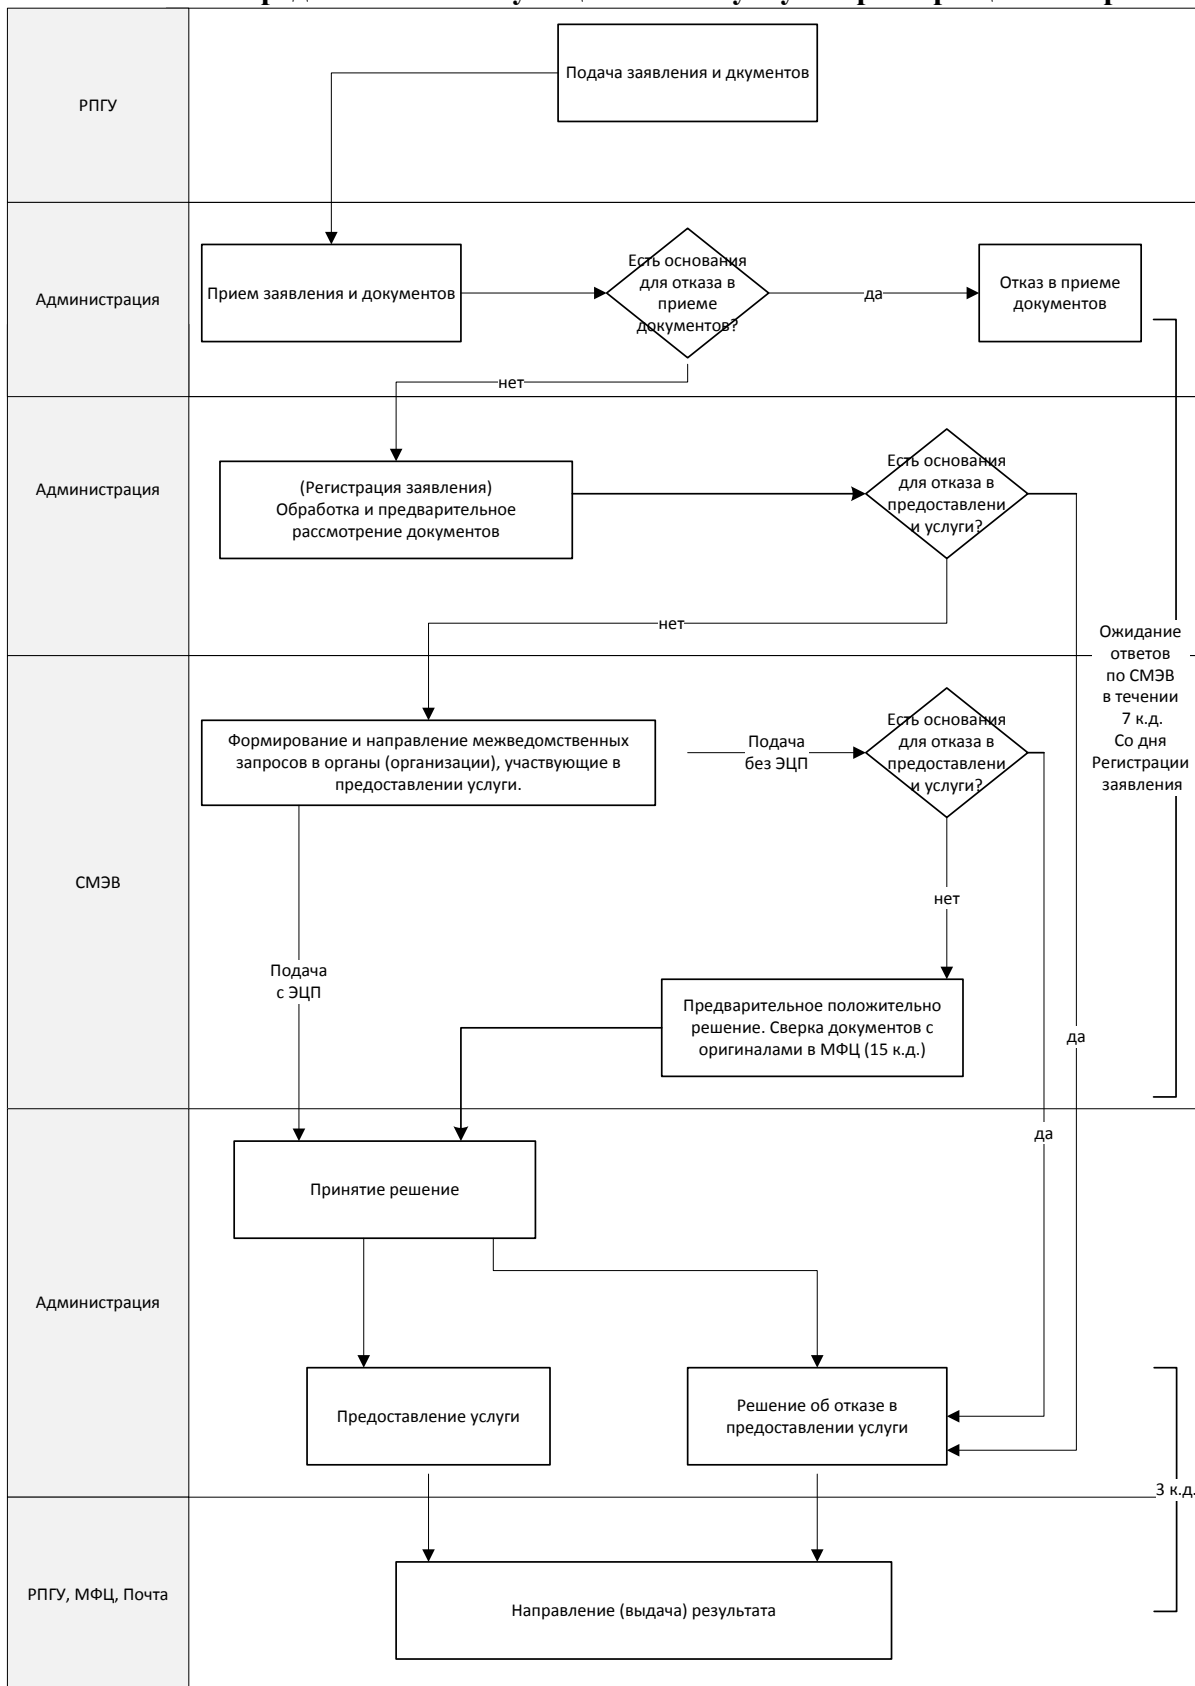 РПГУ
Подача заявления и дкументов
Администрация
Прием заявления и документов
Есть основания
для отказа в
приеме
документов?
да
Отказ в приеме
документов
нет
Администрация
(Регистрация заявления)
Обработка и предварительное
рассмотрение документов
Есть основания
для отказа в
предоставлени
и услуги?
нет
Ожидание
ответов
по СМЭВ
в течении
7 к.д.
Со дня
Регистрации
заявления
СМЭВ
Формирование и направление межведомственных
запросов в органы (организации), участвующие в
предоставлении услуги.
Подача
без ЭЦП
Есть основания
для отказа в
предоставлени
и услуги?
нет
Подача
с ЭЦП
Предварительное положительно
решение. Сверка документов с
оригиналами в МФЦ (15 к.д.)
да
да
Администрация
Принятие решение
Предоставление услуги
Решение об отказе в
предоставлении услуги
3 к.д.
РПГУ, МФЦ, Почта
Направление (выдача) результата